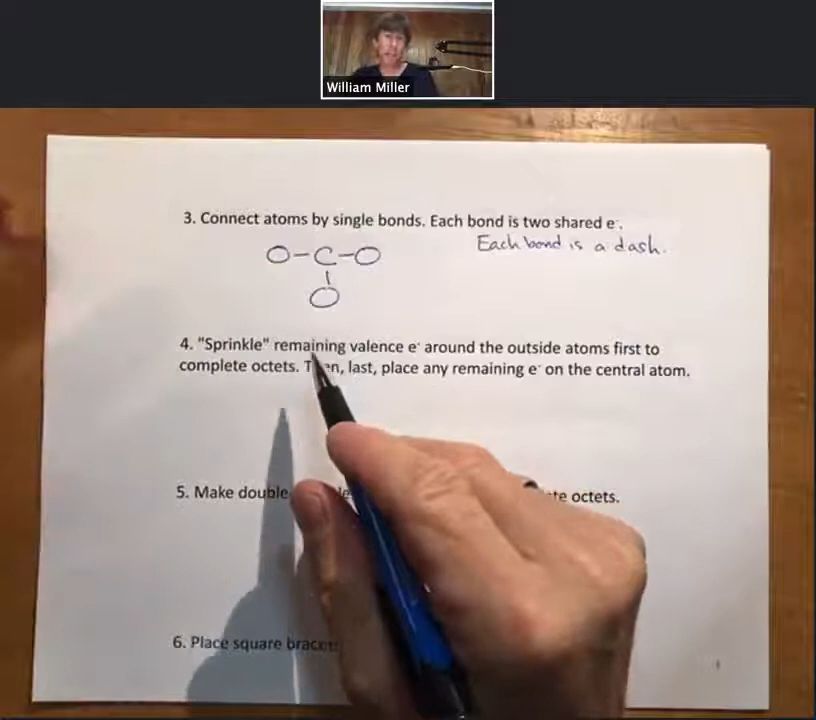 William Miller
3. Connect atoms by single bonds. Each bond is two shared e⁻.
Each bond is a dash.
O-C-O
|
O
4. "Sprinkle" remaining valence e⁻ around the outside atoms first to
complete octets. T n, last, place any remaining e⁻ on the central atom.
5. Make double octets.
6. Place square brac